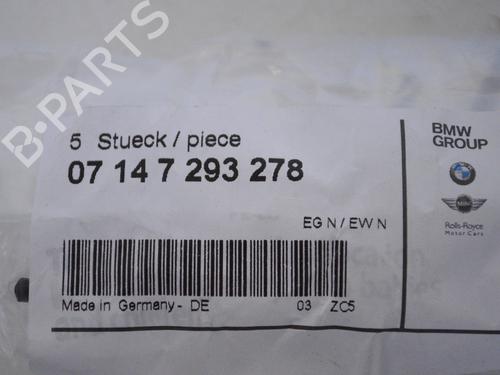 B-PARTS
5 Stueck / piece
07 14 7 293 278
EG N / EW N
Made in Germany - DE 03 ZC5
BMW
GROUP
MINI
Rolls-Royce
Motor Cars